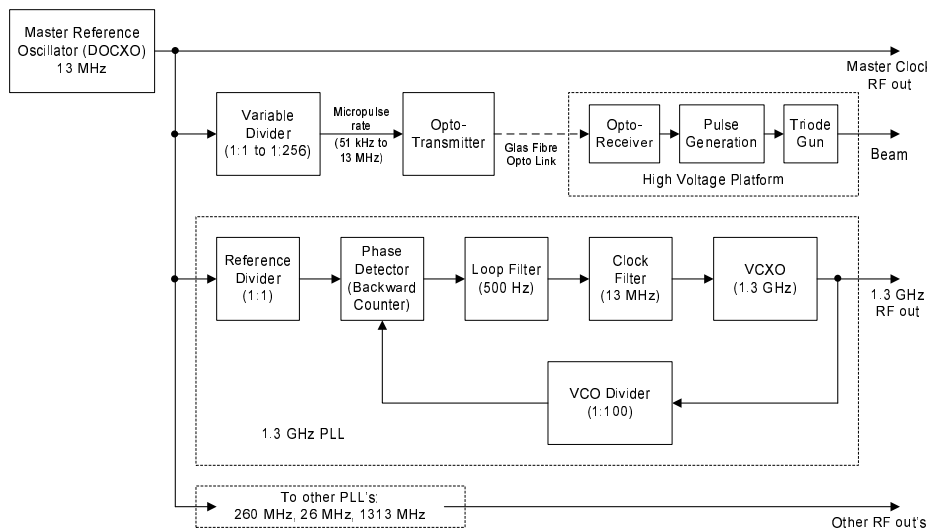 Master Reference
Oscillator (DOCXO)
13 MHz
Master Clock
RF out
Variable
Divider
(1:1 to 1:256)
Micropulse
rate
(51 kHz to
13 MHz)
Opto-
Transmitter
Glas Fibre
Opto Link
Opto-
Receiver
Pulse
Generation
Triode
Gun
High Voltage Platform
Beam
Reference
Divider
(1:1)
Phase
Detector
(Backward
Counter)
Loop Filter
(500 Hz)
Clock
Filter
(13 MHz)
VCXO
(1.3 GHz)
1.3 GHz
RF out
VCO Divider
(1:100)
1.3 GHz PLL
To other PLL's:
260 MHz, 26 MHz, 1313 MHz
Other RF out's